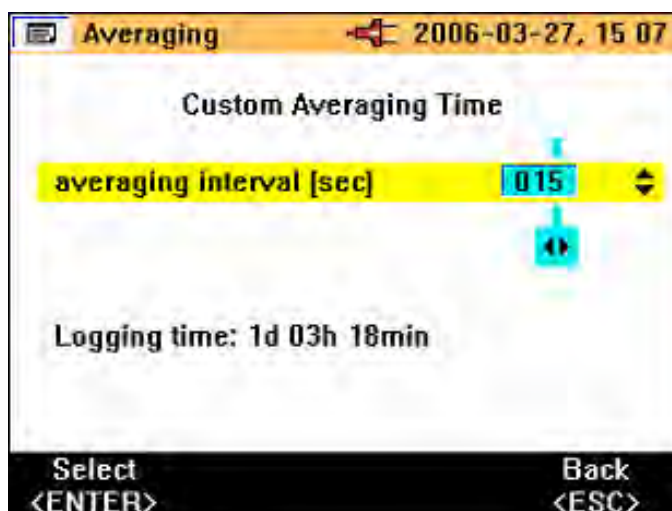 Averaging 2006-03-27, 15 07
Custom Averaging Time
averaging interval [sec] 015
Logging time: 1d 03h 18min
Select Back
<ENTER> <ESC>